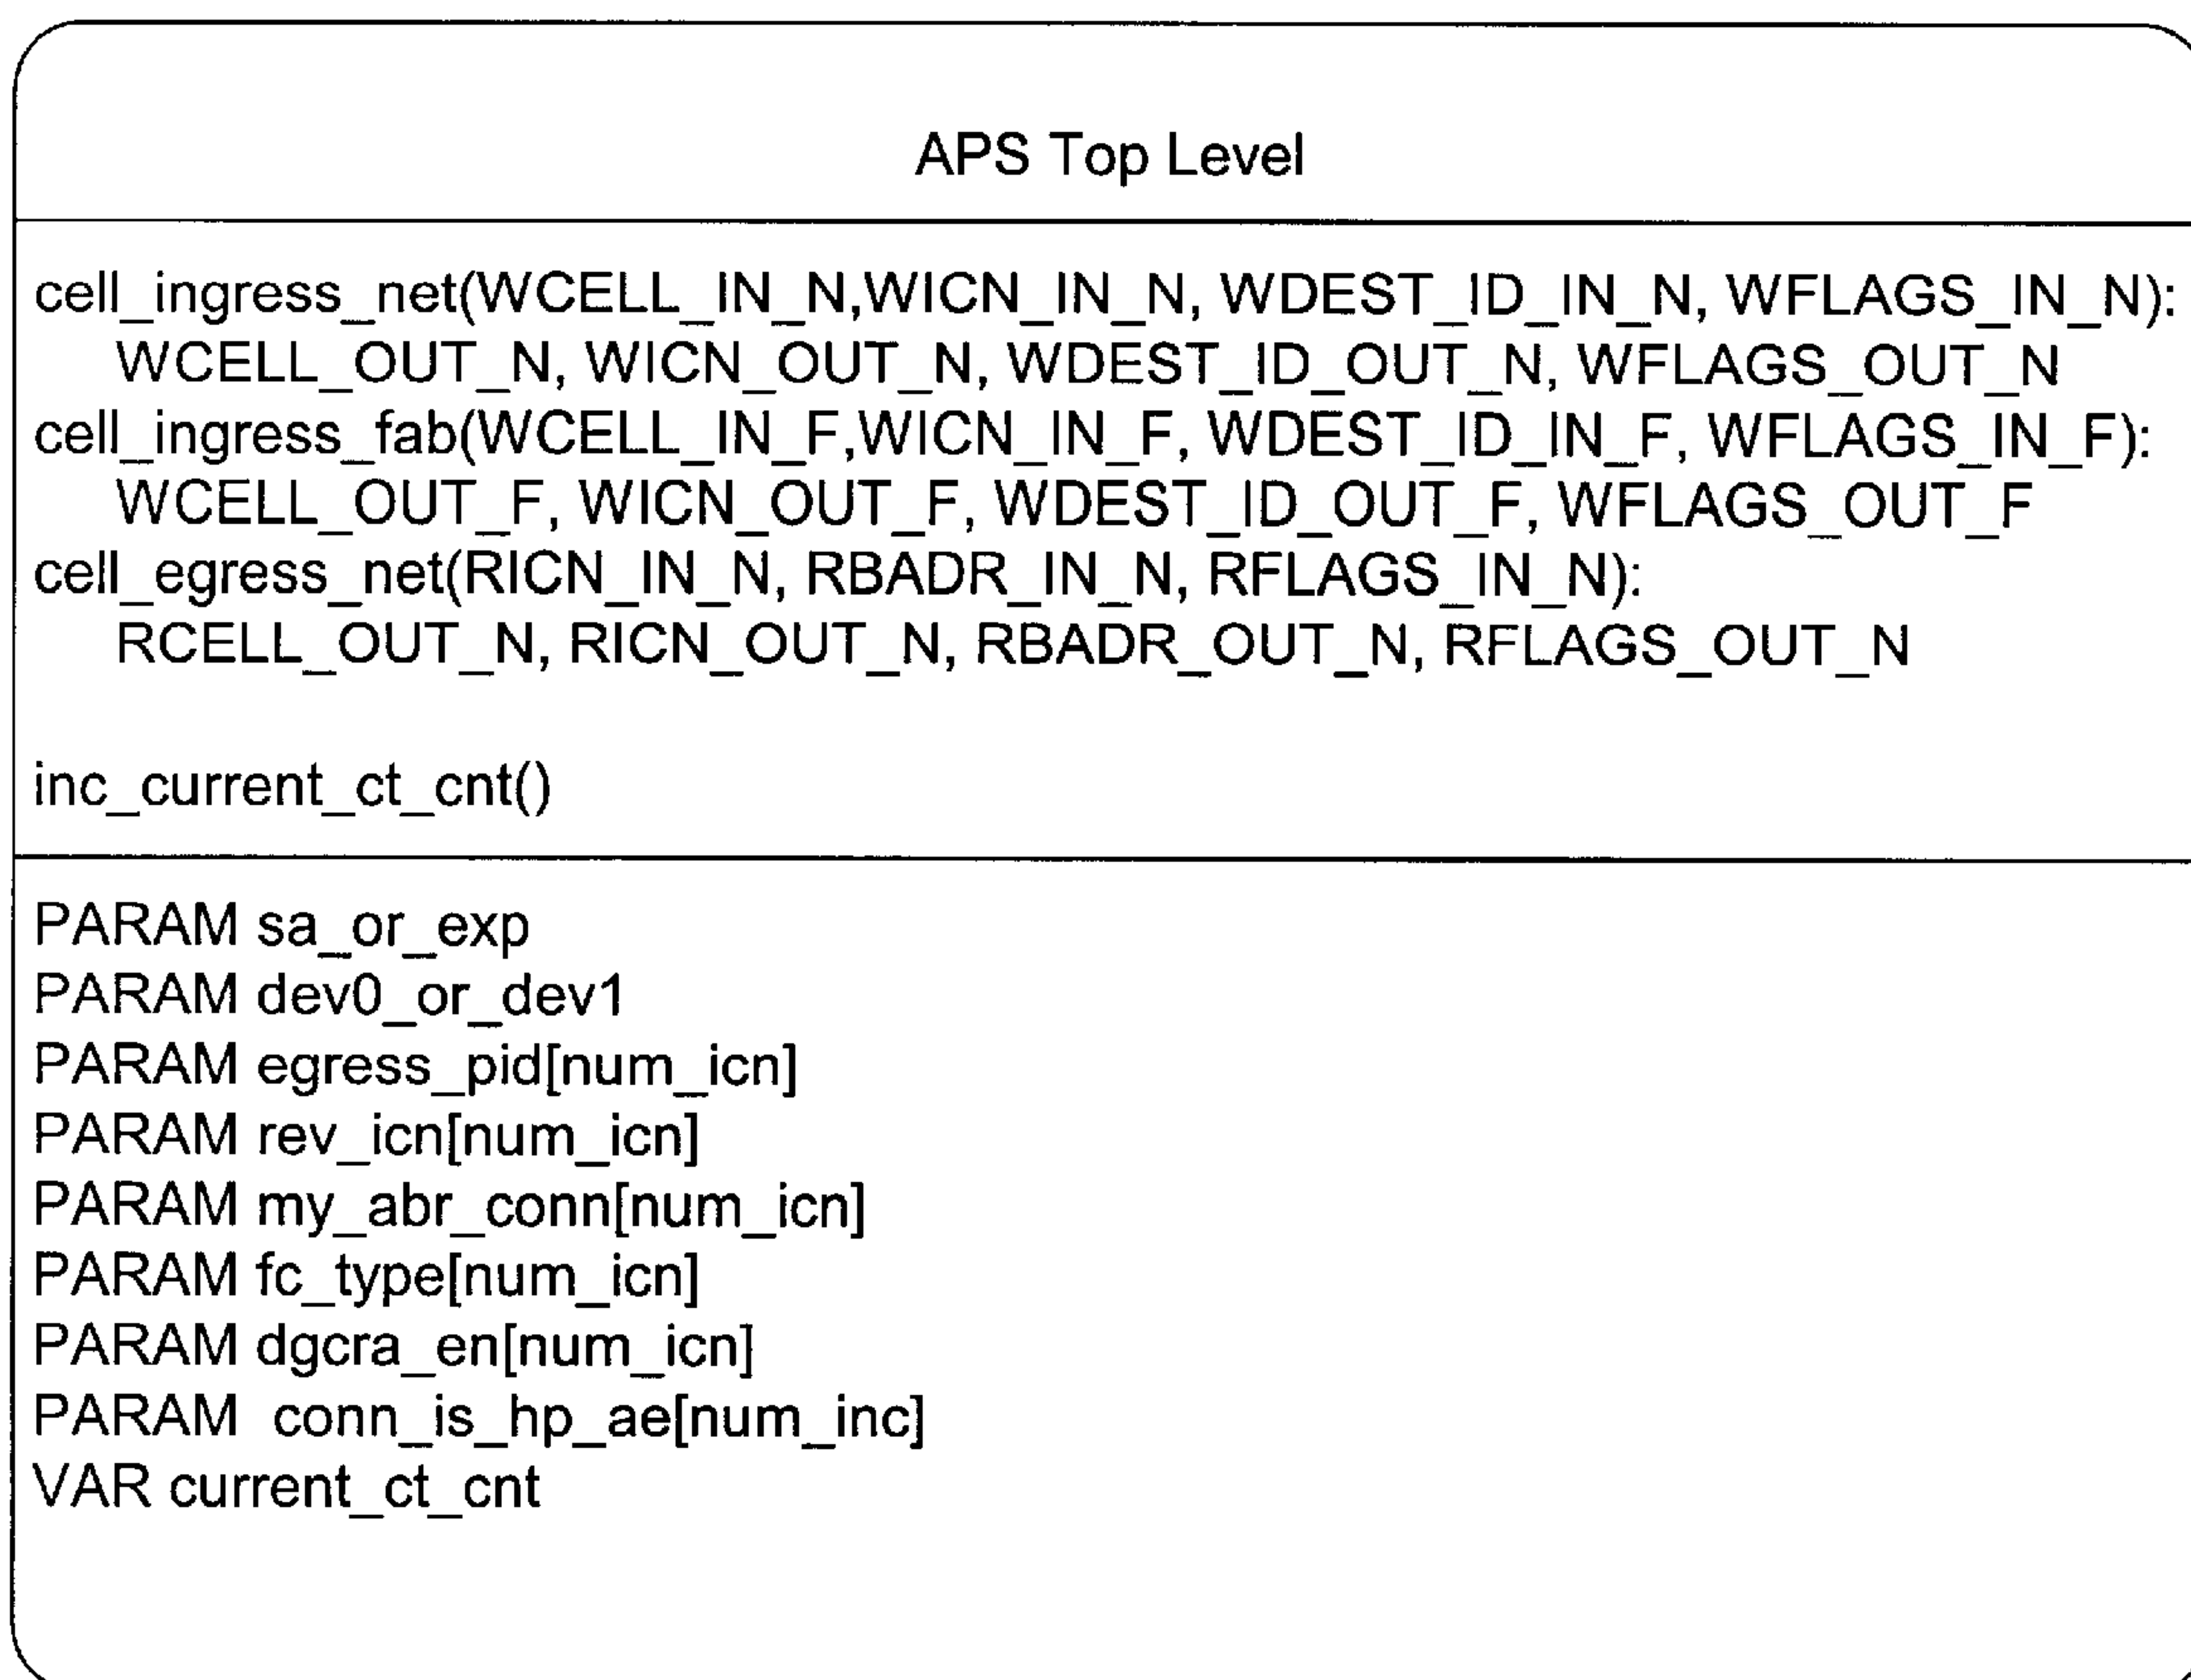 APS Top Level
cell_ingress_net(WCELL_IN_N,WICN_IN_N, WDEST_ID_IN_N, WFLAGS_IN_N):
WCELL_OUT_N, WICN_OUT_N, WDEST_ID_OUT_N, WFLAGS_OUT_N
cell_ingress_fab(WCELL_IN_F,WICN_IN_F, WDEST_ID_IN_F, WFLAGS_IN_F):
WCELL_OUT_F, WICN_OUT_F, WDEST_ID_OUT_F, WFLAGS_OUT_F
cell_egress_net(RICN_IN_N, RBADR_IN_N, RFLAGS_IN_N):
RCELL_OUT_N, RICN_OUT_N, RBADR_OUT_N, RFLAGS_OUT_N
inc_current_ct_cnt()
PARAM sa_or_exp
PARAM dev0_or_dev1
PARAM egress_pid[num_icn]
PARAM rev_icn[num_icn]
PARAM my_abr_conn[num_icn]
PARAM fc_type[num_icn]
PARAM dgcra_en[num_icn]
PARAM conn_is_hp_ae[num_inc]
VAR current_ct_cnt